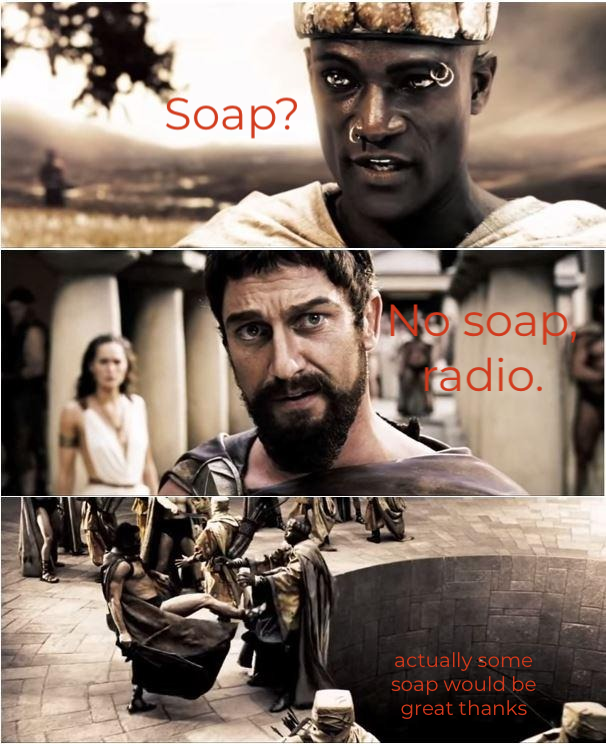 Soap?
No soap,
radio.
actually some
soap would be
great thanks